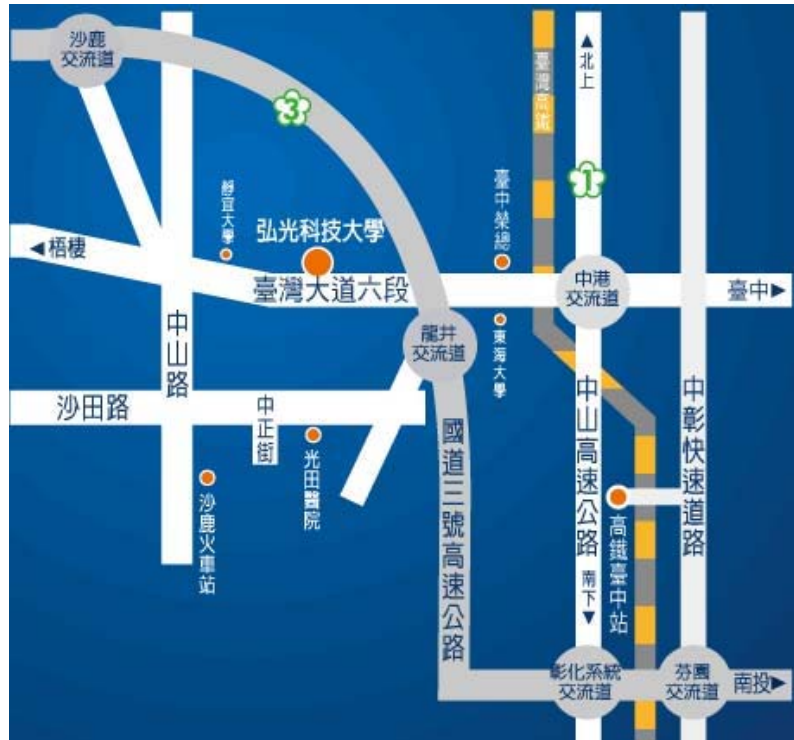 沙鹿
交流道
3
臺灣高鐵
北上
1
靜宜大學
弘光科技大學
臺中榮總
梧棲
臺灣大道六段
中港
交流道
臺中
龍井
交流道
東海大學
中山路
沙田路
中正街
光田醫院
沙鹿火車站
國道三號高速公路
中山高速公路
中彰快速道路
高鐵臺中站
南下
彰化系統
交流道
芬園
交流道
南投